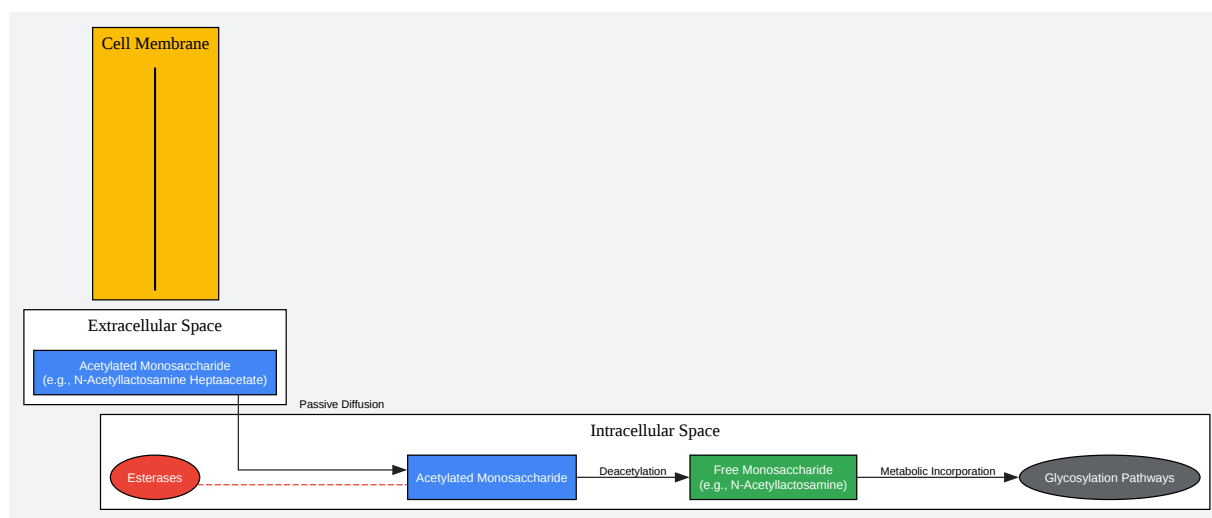 Cell Membrane
Extracellular Space
Acetylated Monosaccharide
(e.g., N-Acetyllactosamine Heptaacetate)
Passive Diffusion
Intracellular Space
Esterases
Acetylated Monosaccharide
Deacetylation
Free Monosaccharide
(e.g., N-Acetyllactosamine)
Metabolic Incorporation
Glycosylation Pathways